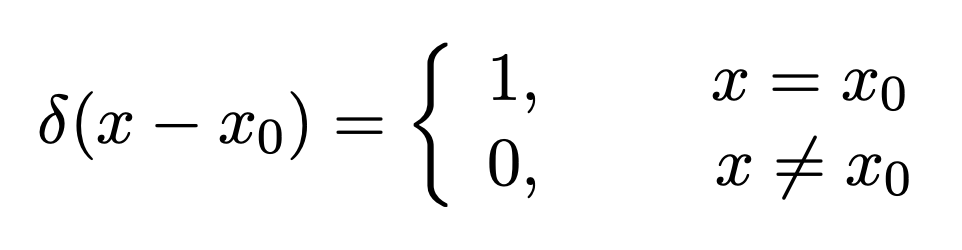 δ(x − x₀) = { 1, x = x₀
0, x ≠ x₀